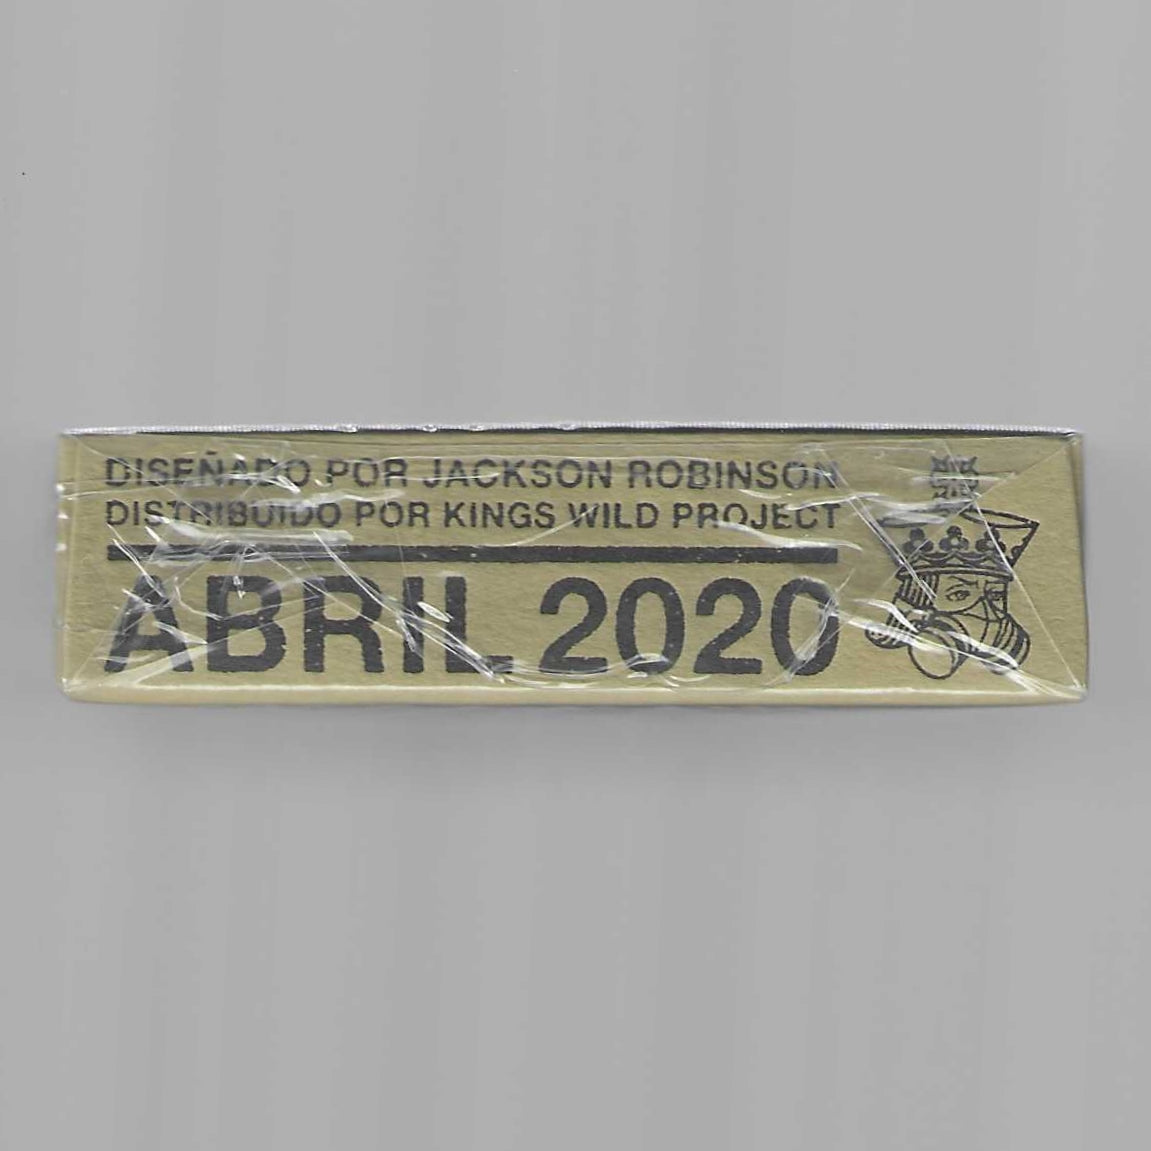 DISEÑADO POR JACKSON ROBINSON
DISTRIBUIDO POR KINGS WILD PROJECT
ABRIL 2020